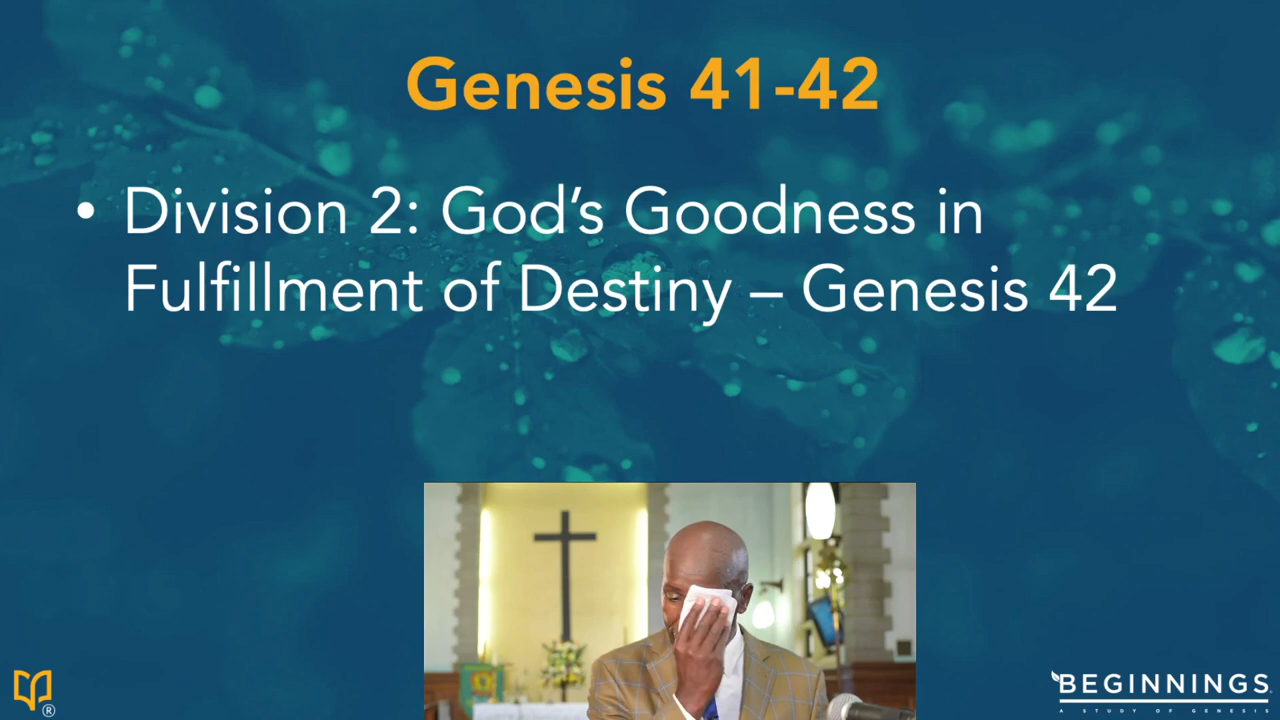 Genesis 41-42
• Division 2: God’s Goodness in
Fulfillment of Destiny – Genesis 42
®
BEGINNINGS
A STUDY OF GENESIS